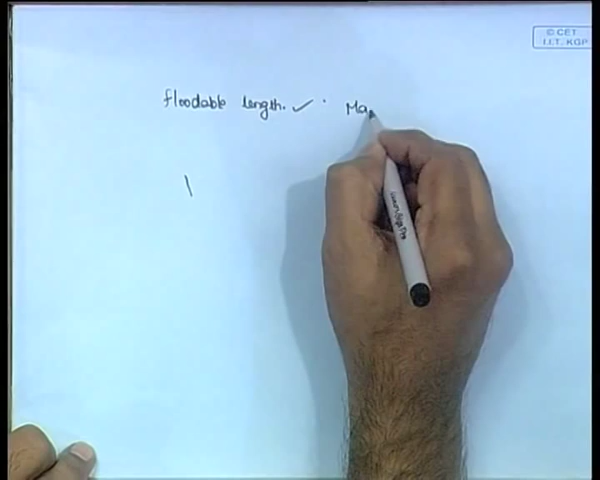 © CET
I.I.T. KGP
floodable length. ✓ Ma